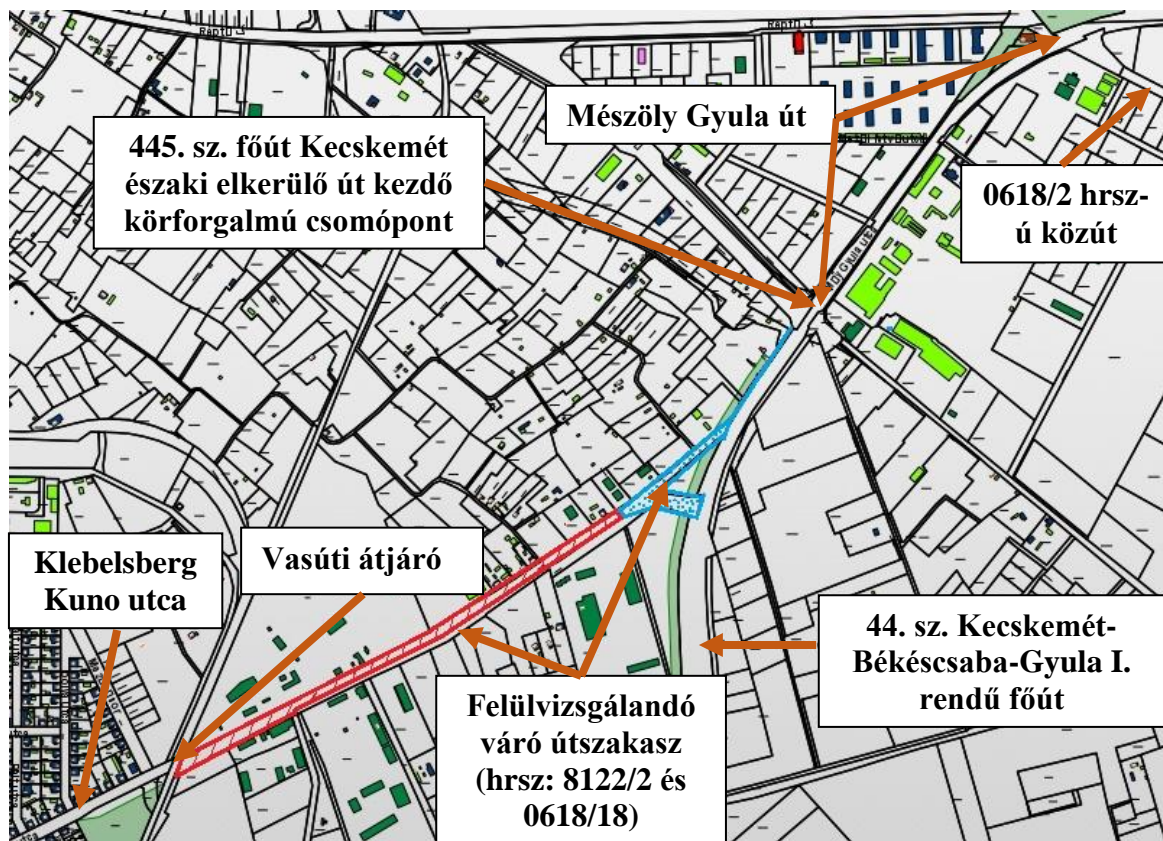 Mészöly Gyula út
445. sz. főút Kecskemét
északi elkerülő út kezdő
körforgalmú csomópont
0618/2 hrsz-
ú közút
Klebelsberg
Kuno utca
Vasúti átjáró
Felülvizsgálandó
váró útszakasz
(hrsz: 8122/2 és
0618/18)
44. sz. Kecskemét-
Békéscsaba-Gyula I.
rendű főút